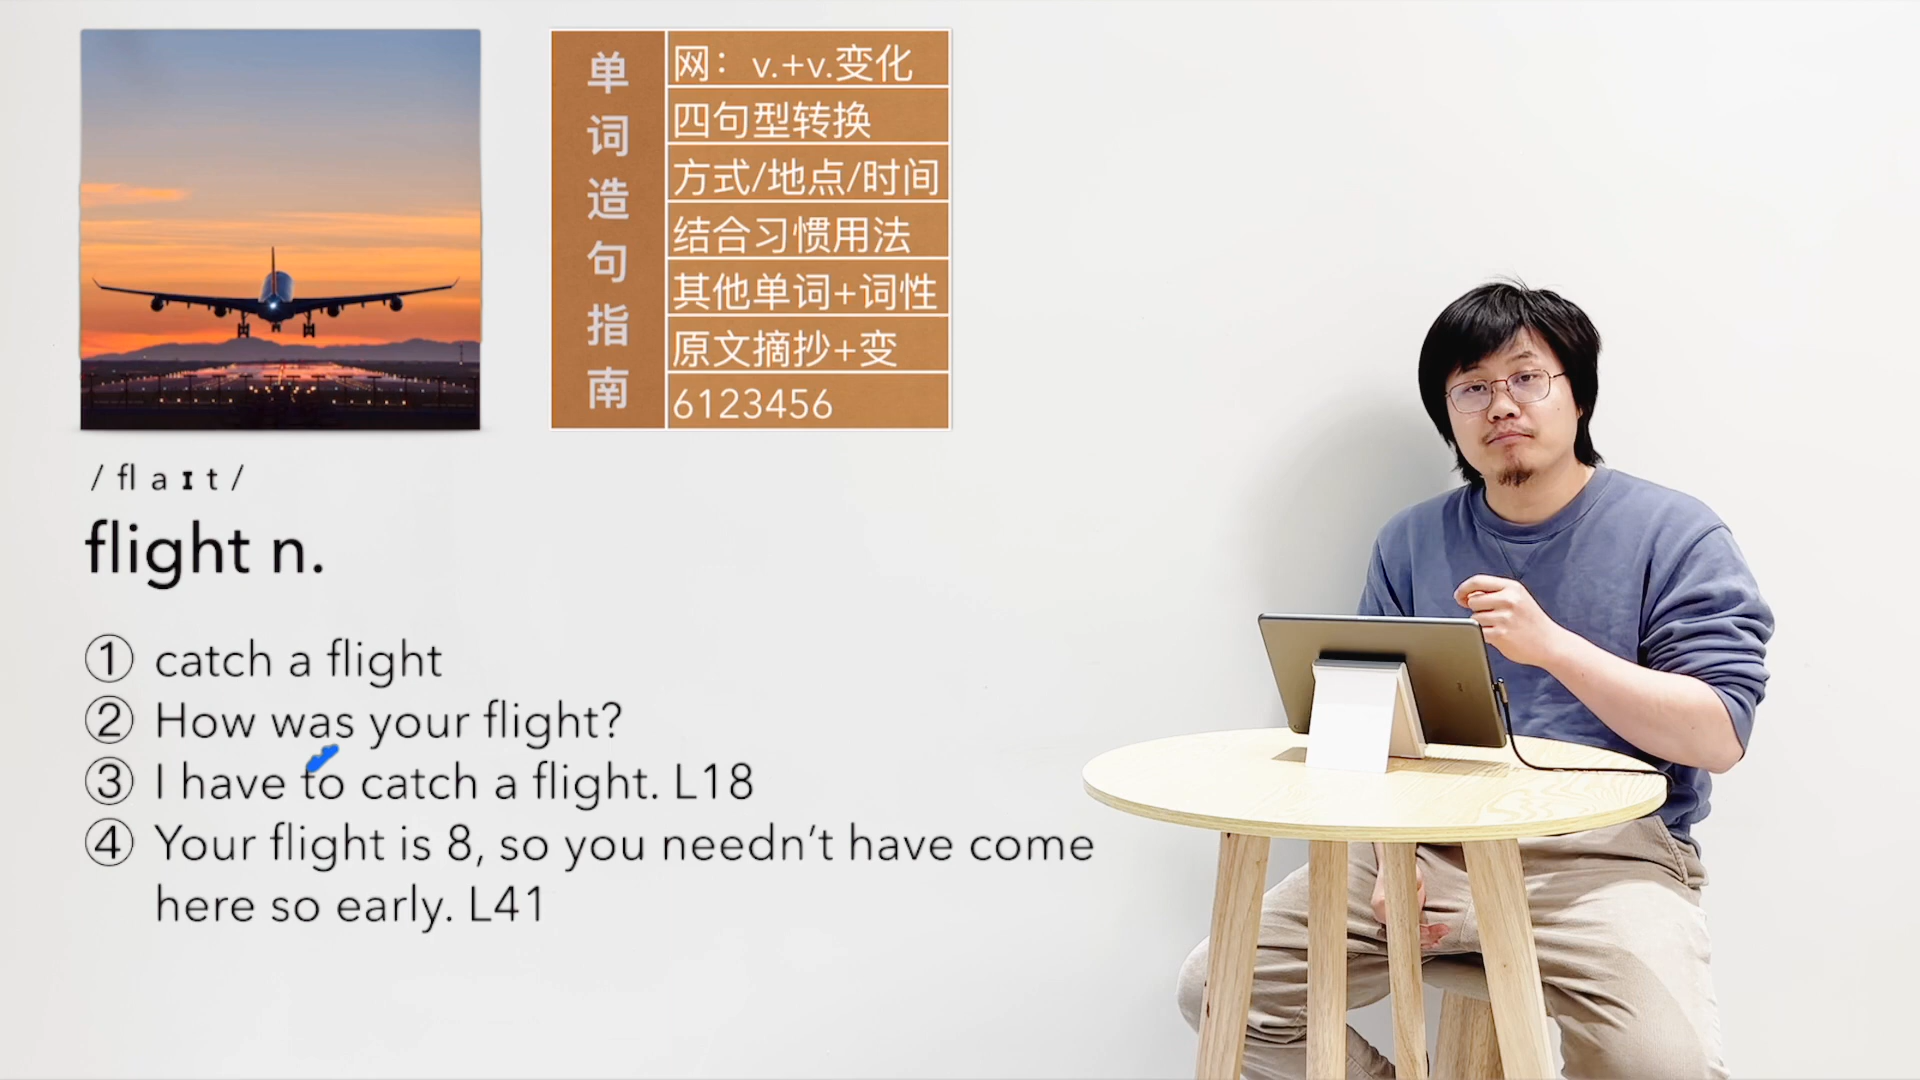 单词造句指南
网：v.+v.变化
四句型转换
方式/地点/时间
结合习惯用法
其他单词+词性
原文摘抄+变
6123456
/flaɪt/
flight n.
① catch a flight
② How was your flight?
③ I have to catch a flight. L18
④ Your flight is 8, so you needn’t have come
here so early. L41